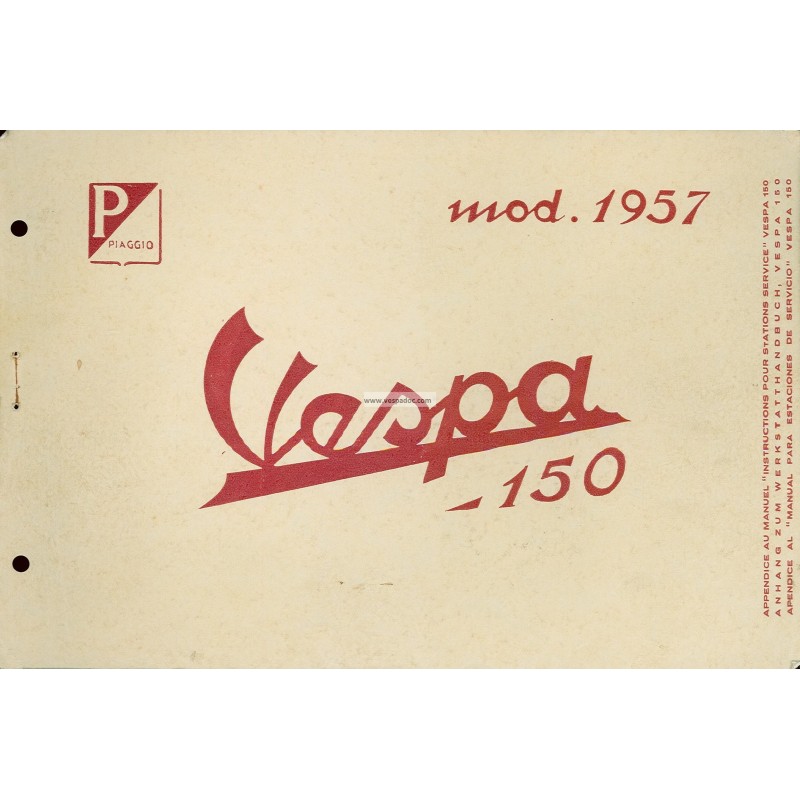 P
PIAGGIO
mod. 1957
Vespa
150
www.vespadoc.com
APPENDICE AU MANUEL "INSTRUCTIONS POUR STATIONS SERVICE" VESPA 150
ANHANG ZUM WERKSTATTHANDBUCH, VESPA 150
APENDICE AL "MANUAL PARA ESTACIONES DE SERVICIO" VESPA 150